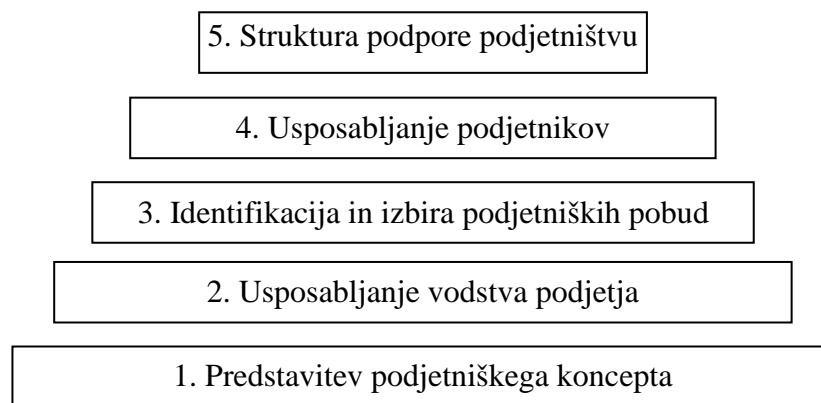 5. Struktura podpore podjetništvu
4. Usposabljanje podjetnikov
3. Identifikacija in izbira podjetniških pobud
2. Usposabljanje vodstva podjetja
1. Predstavitev podjetniškega koncepta